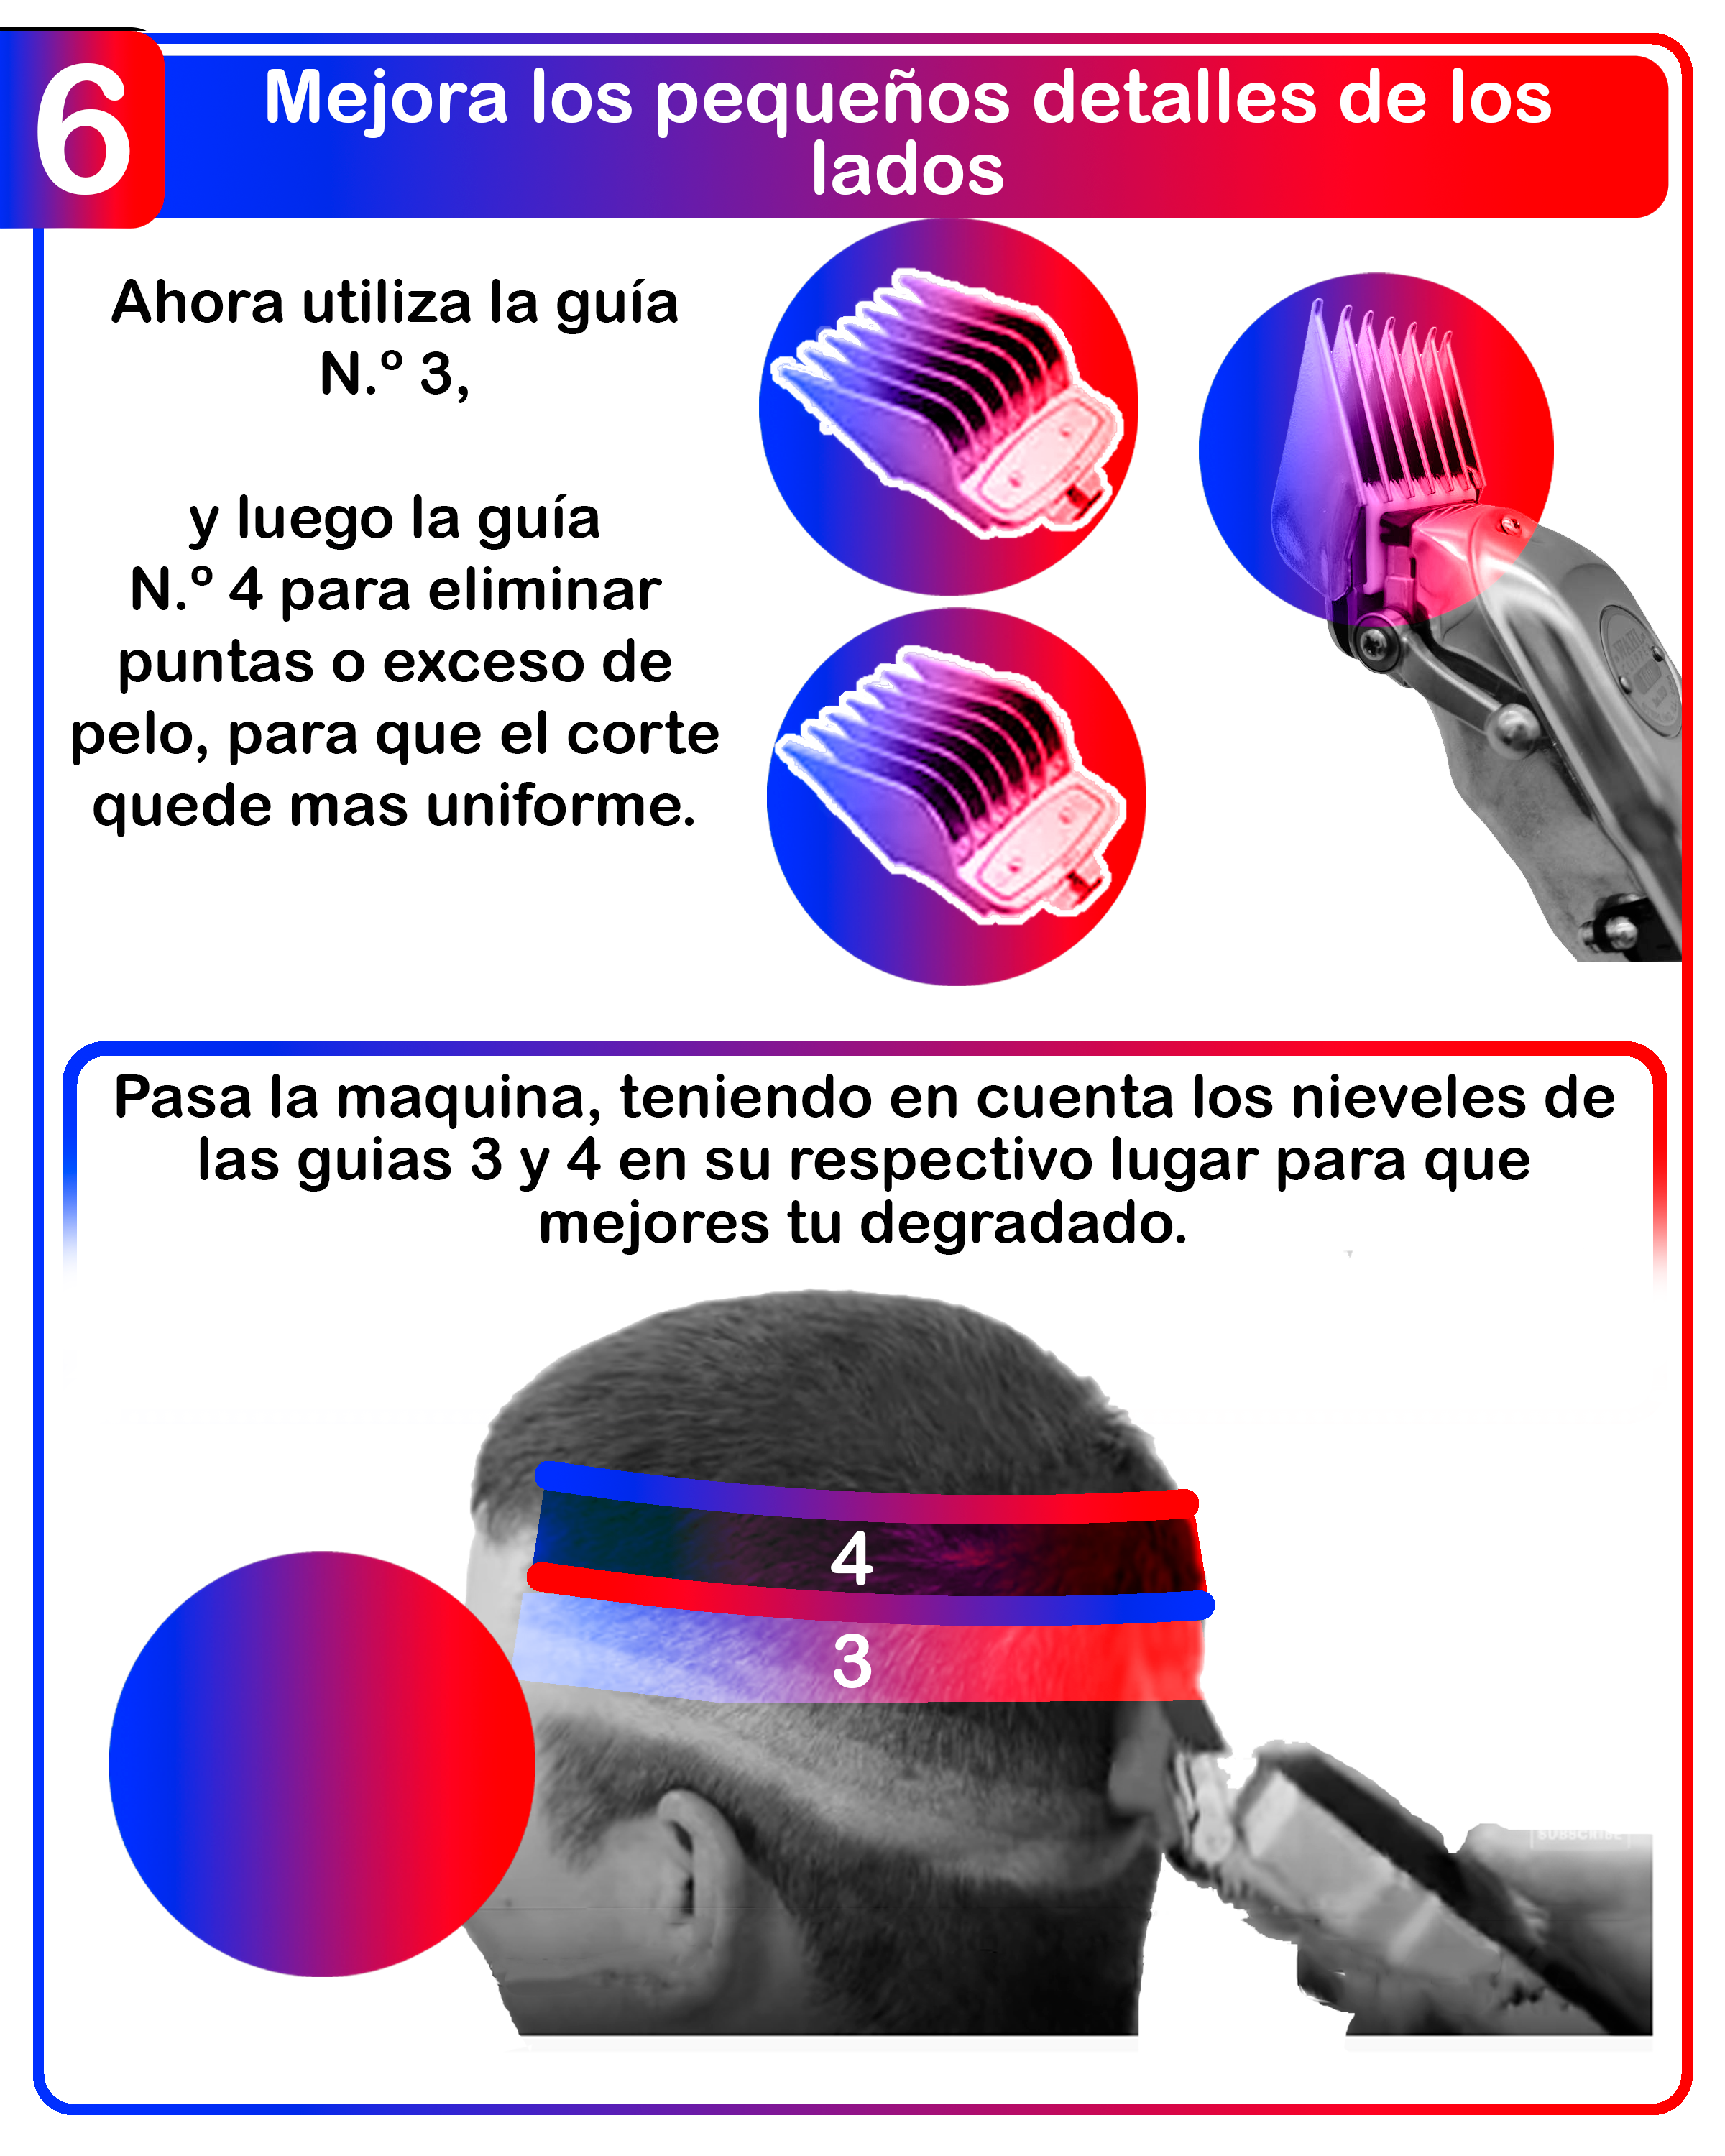 6
Mejora los pequeños detalles de los
lados
Ahora utiliza la guía
N.º 3,
y luego la guía
N.º 4 para eliminar
puntas o exceso de
pelo, para que el corte
quede mas uniforme.
WAHL
Pasa la maquina, teniendo en cuenta los nieveles de
las guias 3 y 4 en su respectivo lugar para que
mejores tu degradado.
4
3
SUBSCRIBE